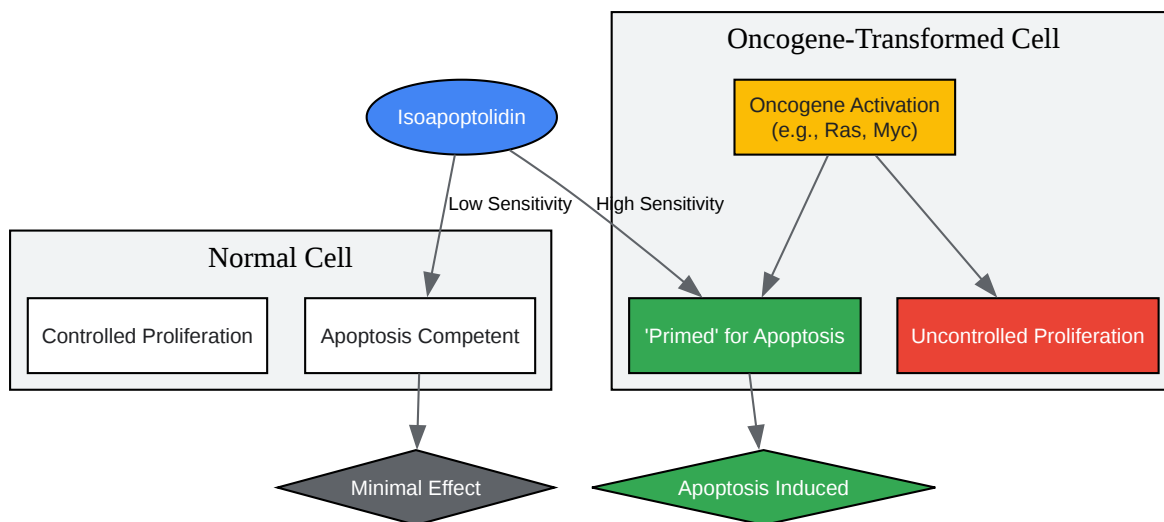 Oncogene-Transformed Cell
Isoapoptolidin
Oncogene Activation
(e.g., Ras, Myc)
Low Sensitivity
High Sensitivity
Normal Cell
Controlled Proliferation
Apoptosis Competent
'Primed' for Apoptosis
Uncontrolled Proliferation
Minimal Effect
Apoptosis Induced